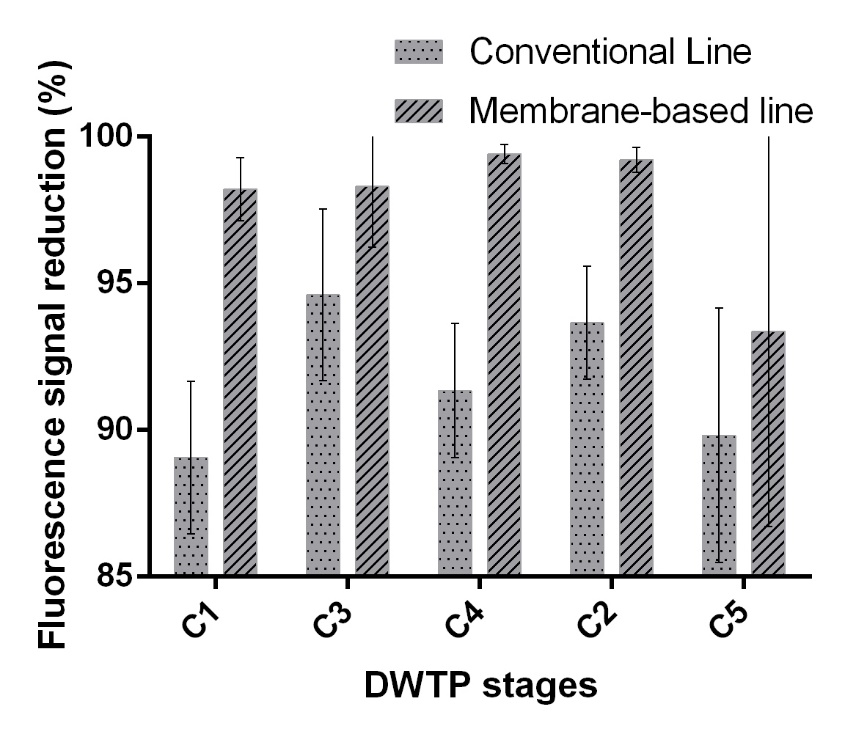 Conventional Line
Membrane-based line
Fluorescence signal reduction (%)
100
95
90
85
C1 C3 C4 C2 C5
DWTP stages